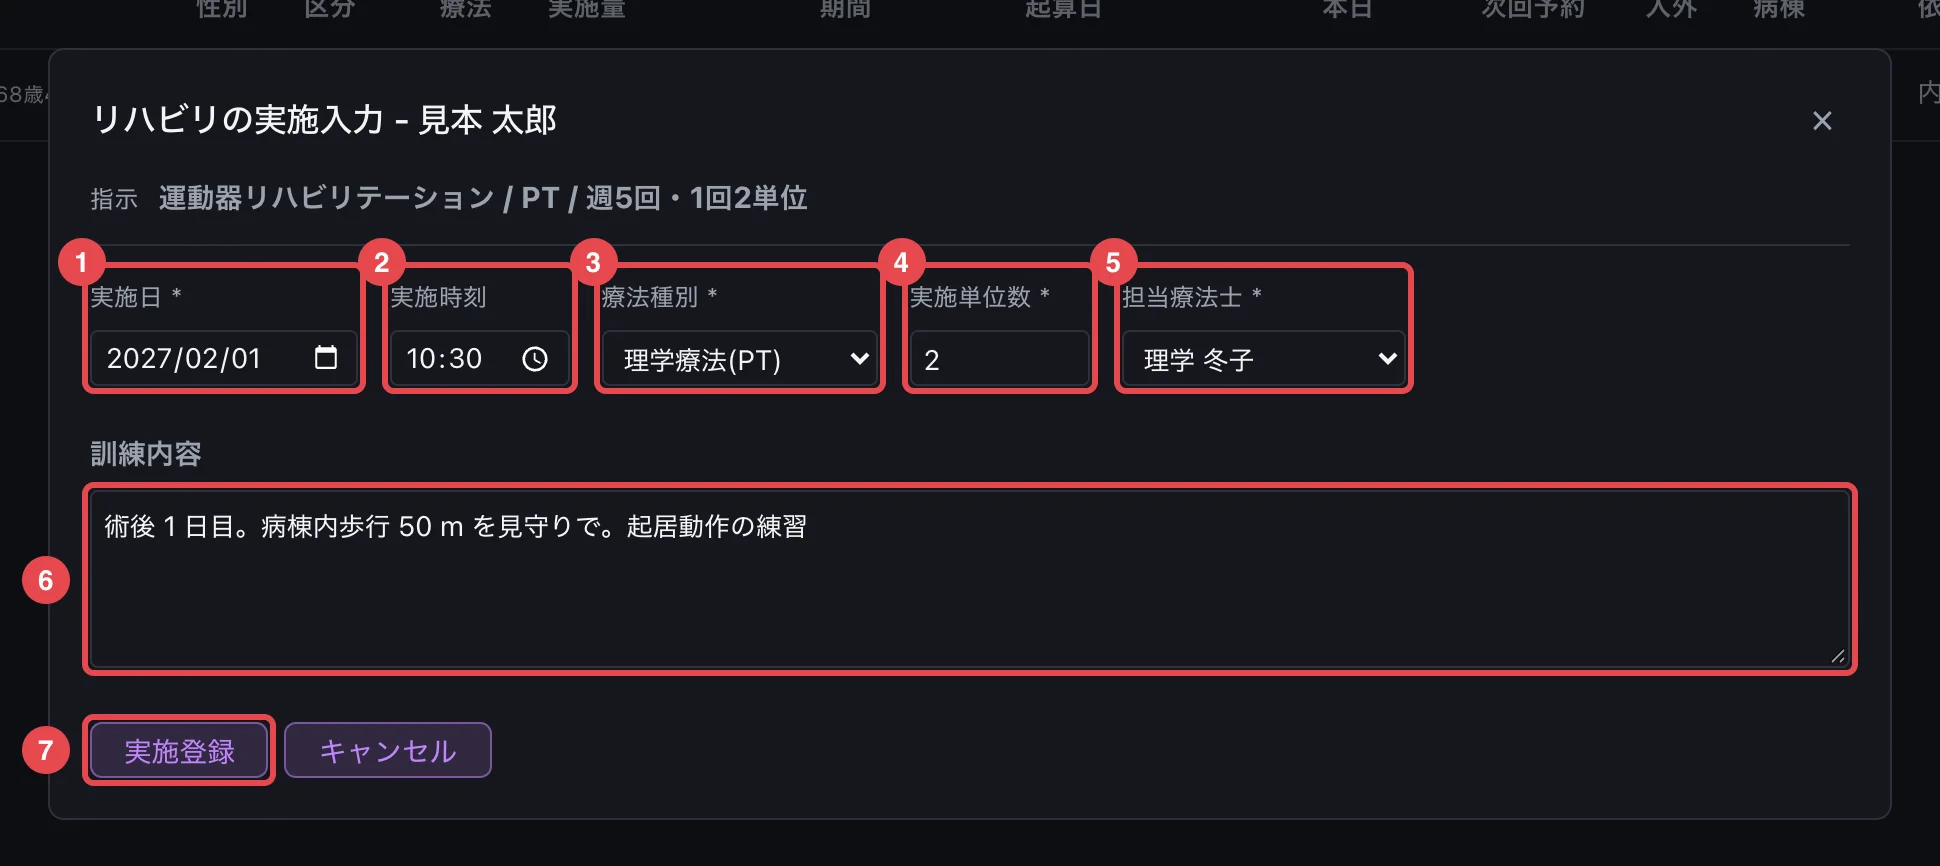 性別 区分 療法 実施量 期間 起算日 本日 次回予約 人外 病棟 依
68歳
内
リハビリの実施入力 - 見本 太郎
×
指示 運動器リハビリテーション / PT / 週5回・1回2単位
1 2 3 4 5
実施日 * 実施時刻 療法種別 * 実施単位数 * 担当療法士 *
2027/02/01 10:30 理学療法(PT) 2 理学 冬子
訓練内容
術後 1 日目。病棟内歩行 50 m を見守りで。起居動作の練習
6
7 実施登録 キャンセル